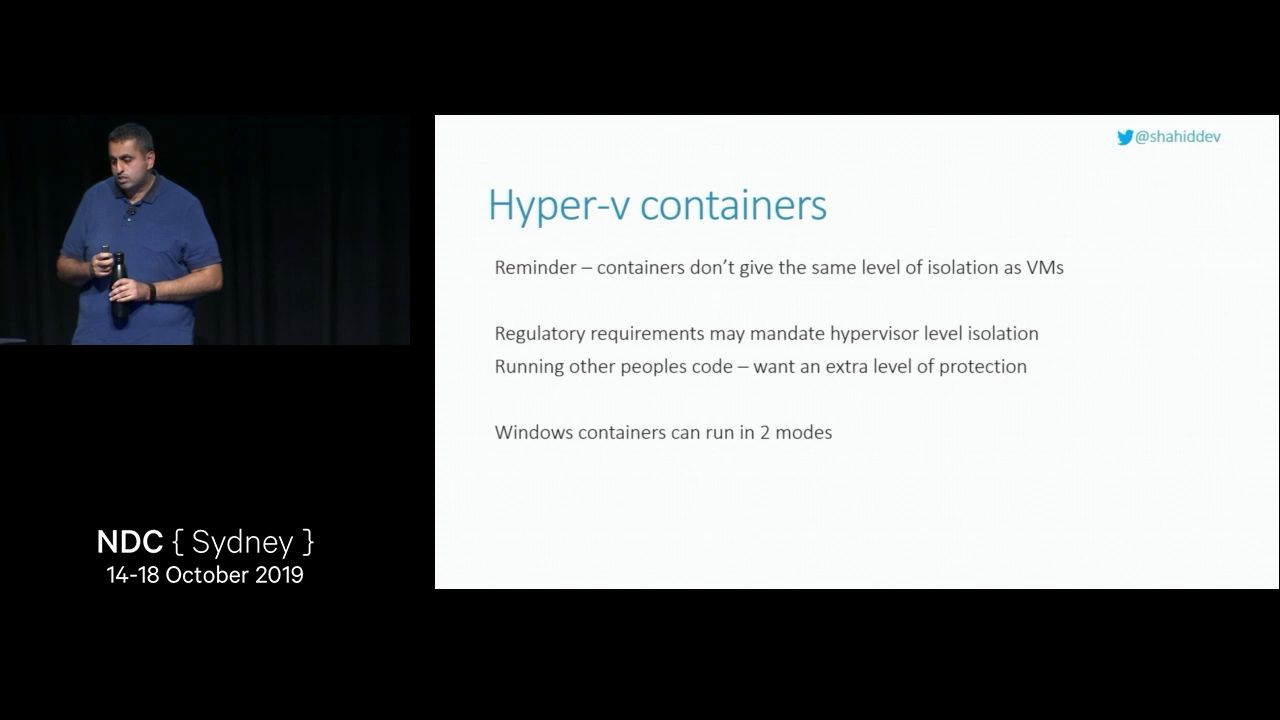 @shahiddev
Hyper-v containers
Reminder – containers don't give the same level of isolation as VMs
Regulatory requirements may mandate hypervisor level isolation
Running other peoples code – want an extra level of protection
Windows containers can run in 2 modes
NDC { Sydney }
14-18 October 2019